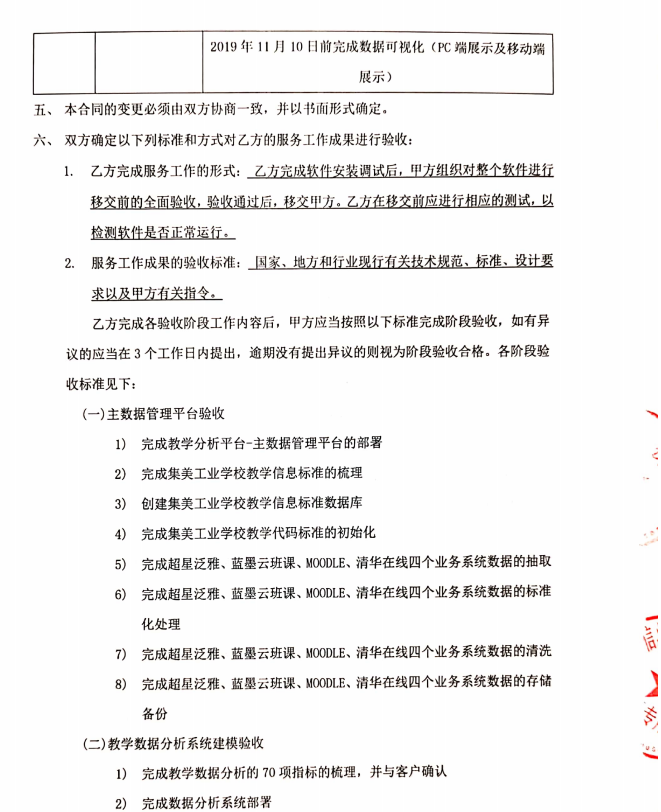 2019 年 11 月 10 日前完成数据可视化（PC 端展示及移动端
展示）
五、 本合同的变更必须由双方协商一致，并以书面形式确定。
六、 双方确定以下列标准和方式对乙方的服务工作成果进行验收：
1. 乙方完成服务工作的形式：乙方完成软件安装调试后，甲方组织对整个软件进行
移交前的全面验收，验收通过后，移交甲方。乙方在移交前应进行相应的测试，以
检测软件是否正常运行。
2. 服务工作成果的验收标准：国家、地方和行业现行有关技术规范、标准、设计要
求以及甲方有关指令。
乙方完成各验收阶段工作内容后，甲方应当按照以下标准完成阶段验收，如有异
议的应当在 3 个工作日内提出，逾期没有提出异议的则视为阶段验收合格。各阶段验
收标准见下：
(一)主数据管理平台验收
1) 完成教学分析平台-主数据管理平台的部署
2) 完成集美工业学校教学信息标准的梳理
3) 创建集美工业学校教学信息标准数据库
4) 完成集美工业学校教学代码标准的初始化
5) 完成超星泛雅、蓝墨云班课、MOODLE、清华在线四个业务系统数据的抽取
6) 完成超星泛雅、蓝墨云班课、MOODLE、清华在线四个业务系统数据的标准
化处理
7) 完成超星泛雅、蓝墨云班课、MOODLE、清华在线四个业务系统数据的清洗
8) 完成超星泛雅、蓝墨云班课、MOODLE、清华在线四个业务系统数据的存储
备份
(二)教学数据分析系统建模验收
1) 完成教学数据分析的 70 项指标的梳理，并与客户确认
2) 完成数据分析系统部署
信
专